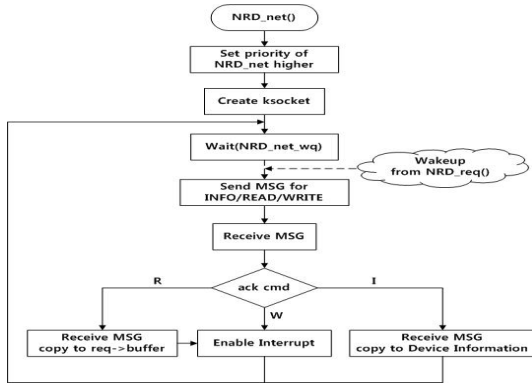 NRD_net()
Set priority of
NRD_net higher
Create ksocket
Wait(NRD_net_wq)
Wakeup
from NRD_req()
Send MSG for
INFO/READ/WRITE
Receive MSG
ack cmd
R
I
W
Receive MSG
copy to req->buffer
Enable Interrupt
Receive MSG
copy to Device Information